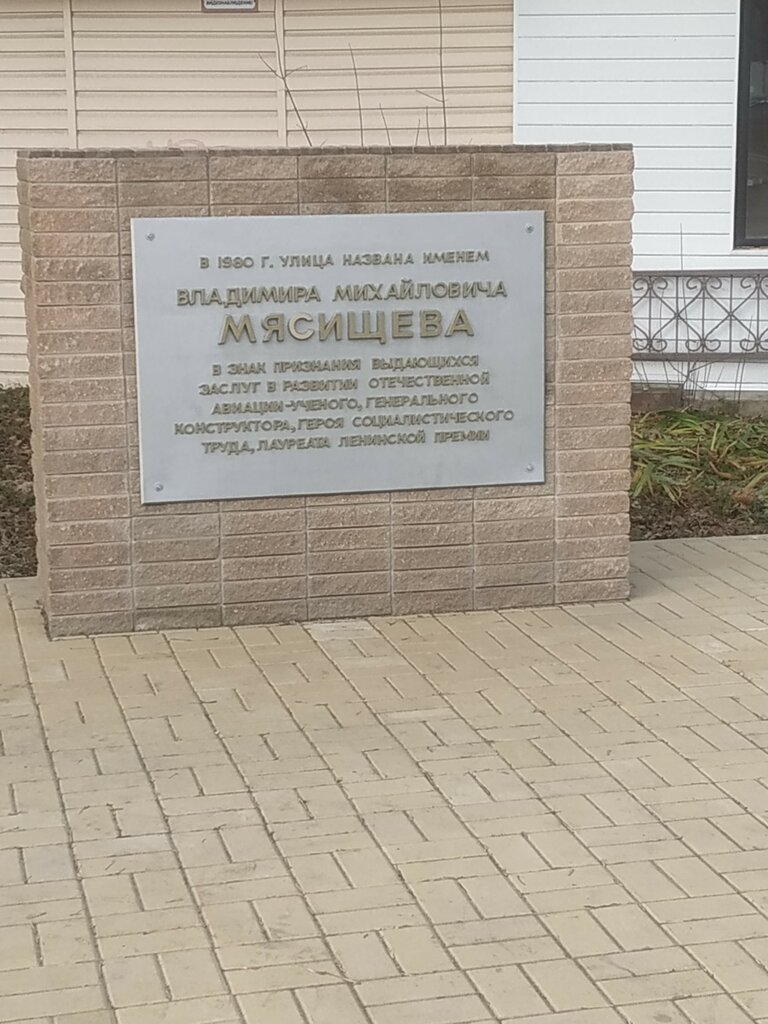 ВИДЕОНАБЛЮДЕНИЕ
В 1980 Г. УЛИЦА НАЗВАНА ИМЕНЕМ
ВЛАДИМИРА МИХАЙЛОВИЧА
МЯСИЩЕВА
В ЗНАК ПРИЗНАНИЯ ВЫДАЮЩИХСЯ
ЗАСЛУГ В РАЗВИТИИ ОТЕЧЕСТВЕННОЙ
АВИАЦИИ-УЧЕНОГО, ГЕНЕРАЛЬНОГО
КОНСТРУКТОРА, ГЕРОЯ СОЦИАЛИСТИЧЕСКОГО
ТРУДА, ЛАУРЕАТА ЛЕНИНСКОЙ ПРЕМИИ